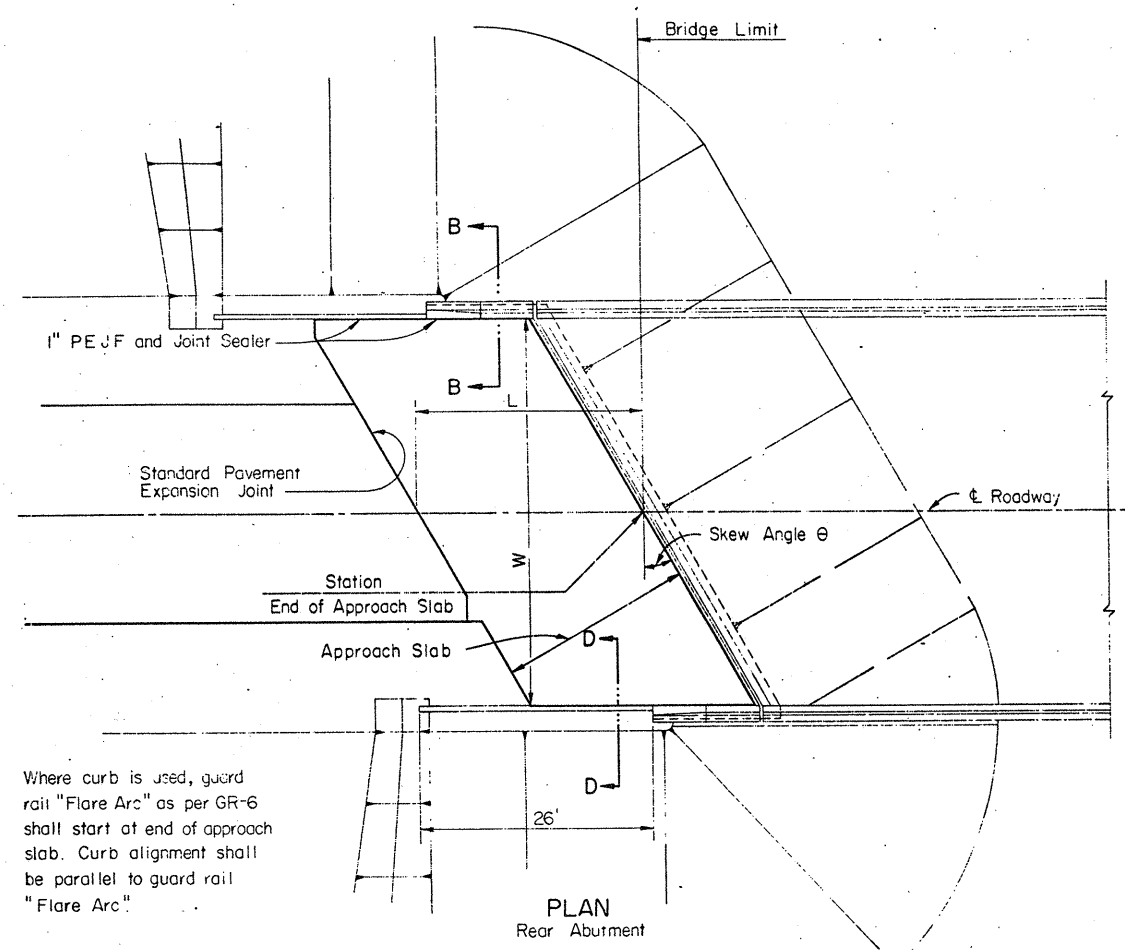 Bridge Limit
B
1" PEJF and Joint Sealer
B
L
Standard Pavement
Expansion Joint
℄ Roadway
Skew Angle θ
W
Station
End of Approach Slab
Approach Slab
D
D
26'
Where curb is used, guard
rail "Flare Arc" as per GR-6
shall start at end of approach
slab. Curb alignment shall
be parallel to guard rail
"Flare Arc".
PLAN
Rear Abutment